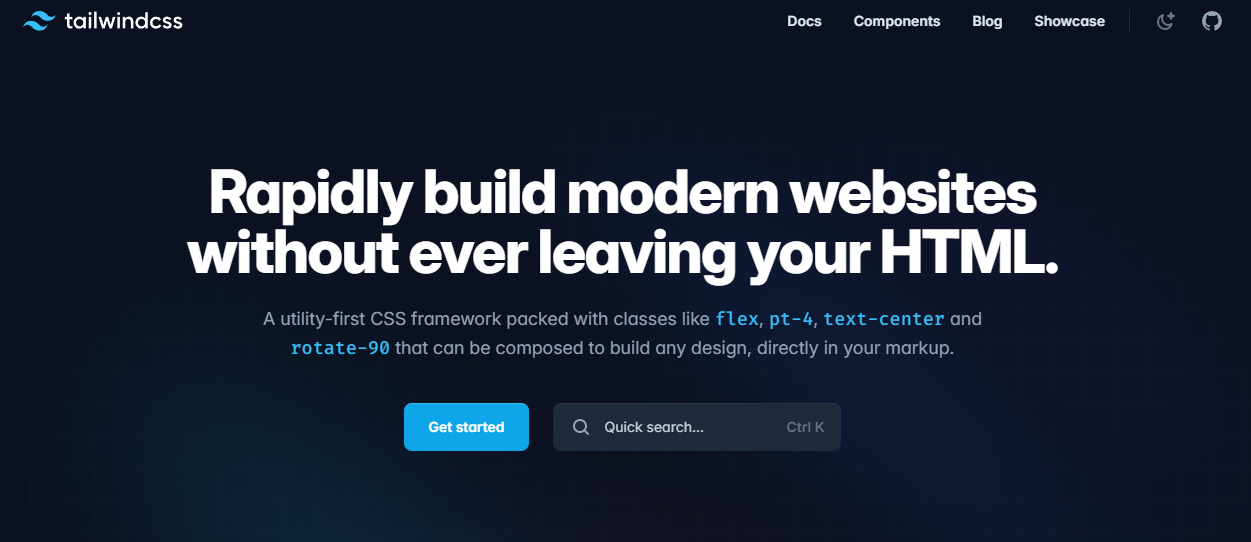 tailwindcss Docs Components Blog Showcase
Rapidly build modern websites
without ever leaving your HTML.
A utility-first CSS framework packed with classes like flex, pt-4, text-center and
rotate-90 that can be composed to build any design, directly in your markup.
Get started Quick search... Ctrl K